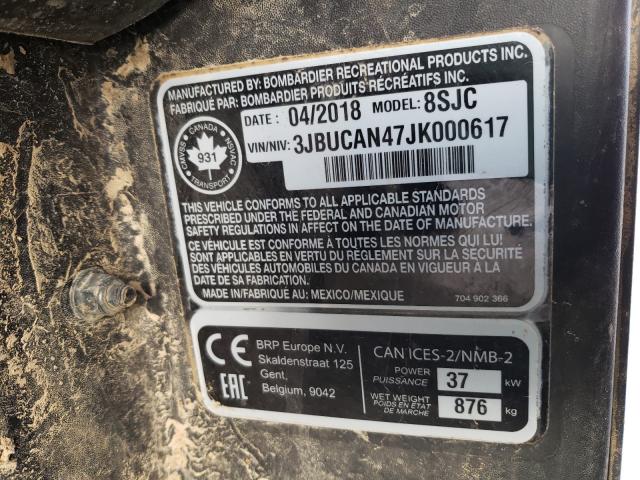 MANUFACTURED BY: BOMBARDIER RECREATIONAL PRODUCTS INC.
FABRIQUÉ PAR: BOMBARDIER PRODUITS RÉCRÉATIFS INC.
DATE : 04/2018 MODEL: 8SJC
VIN/NIV: 3JBUCAN47JK000617
CANADA
CMVSS NSVAC
931
TRANSPORT
THIS VEHICLE CONFORMS TO ALL APPLICABLE STANDARDS
PRESCRIBED UNDER THE FEDERAL AND CANADIAN MOTOR
SAFETY REGULATIONS IN AFFECT ON THE DATE OF MANUFACTURE.
CE VÉHICULE EST CONFORME À TOUTES LES NORMES QUI LUI
SONT APPLICABLES EN VERTU DU RÈGLEMENT SUR LA SÉCURITÉ
DES VÉHICULES AUTOMOBILES DU CANADA EN VIGUEUR À LA
DATE DE SA FABRICATION.
MADE IN/FABRIQUÉ AU: MEXICO/MEXIQUE 704 902 366
CE
EAC
BRP Europe N.V.
Skaldenstraat 125
Gent,
Belgium, 9042
CAN ICES-2/NMB-2
POWER
PUISSANCE 37 kW
WET WEIGHT
POIDS EN ÉTAT
DE MARCHE 876 kg